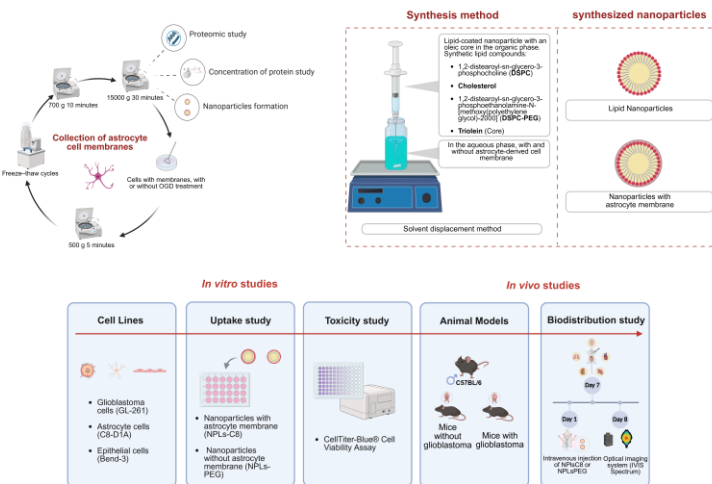 Proteomic study
Concentration of protein study
Nanoparticles formation
700 g 10 minutes
15000 g 30 minutes
Collection of astrocyte
cell membranes
Freeze–thaw cycles
Cells with membranes, with
or without OGD treatment
500 g 5 minutes
Synthesis method
Lipid-coated nanoparticle with an
oleic core in the organic phase.
Synthetic lipid compounds:
• 1,2-distearoyl-sn-glycero-3-
phosphocholine (DSPC)
• Cholesterol
• 1,2-distearoyl-sn-glycero-3-
phosphoethanolamine-N-
[methoxy(polyethylene
glycol)-2000] (DSPC-PEG)
• Triolein (Core)
In the aqueous phase, with and
without astrocyte-derived cell
membrane
Solvent displacement method
synthesized nanoparticles
Lipid Nanoparticles
Nanoparticles with
astrocyte membrane
In vitro studies
In vivo studies
Cell Lines
• Glioblastoma
cells (GL-261)
• Astrocyte cells
(C8-D1A)
• Epithelial cells
(Bend-3)
Uptake study
• Nanoparticles with
astrocyte membrane
(NPLs-C8)
• Nanoparticles
without astrocyte
membrane (NPLs-
PEG)
Toxicity study
• CellTiter-Blue® Cell
Viability Assay
Animal Models
C57BL/6
Mice
without
glioblastoma
Mice with
glioblastoma
Biodistribution study
Day 7
Day 1
Day 8
Intravenous injection
of NPlsC8 or
NPLsPEG
Optical imaging
system (IVIS
Spectrum)